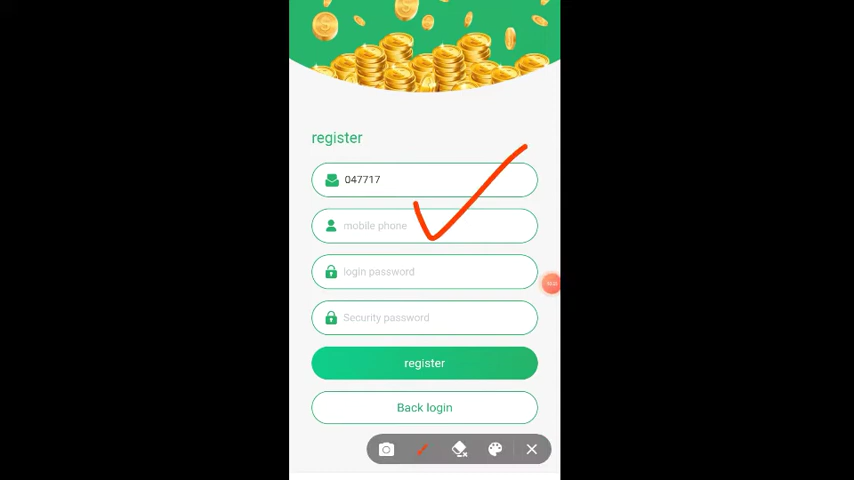 register
047717
mobile phone
login password
Security password
register
Back login